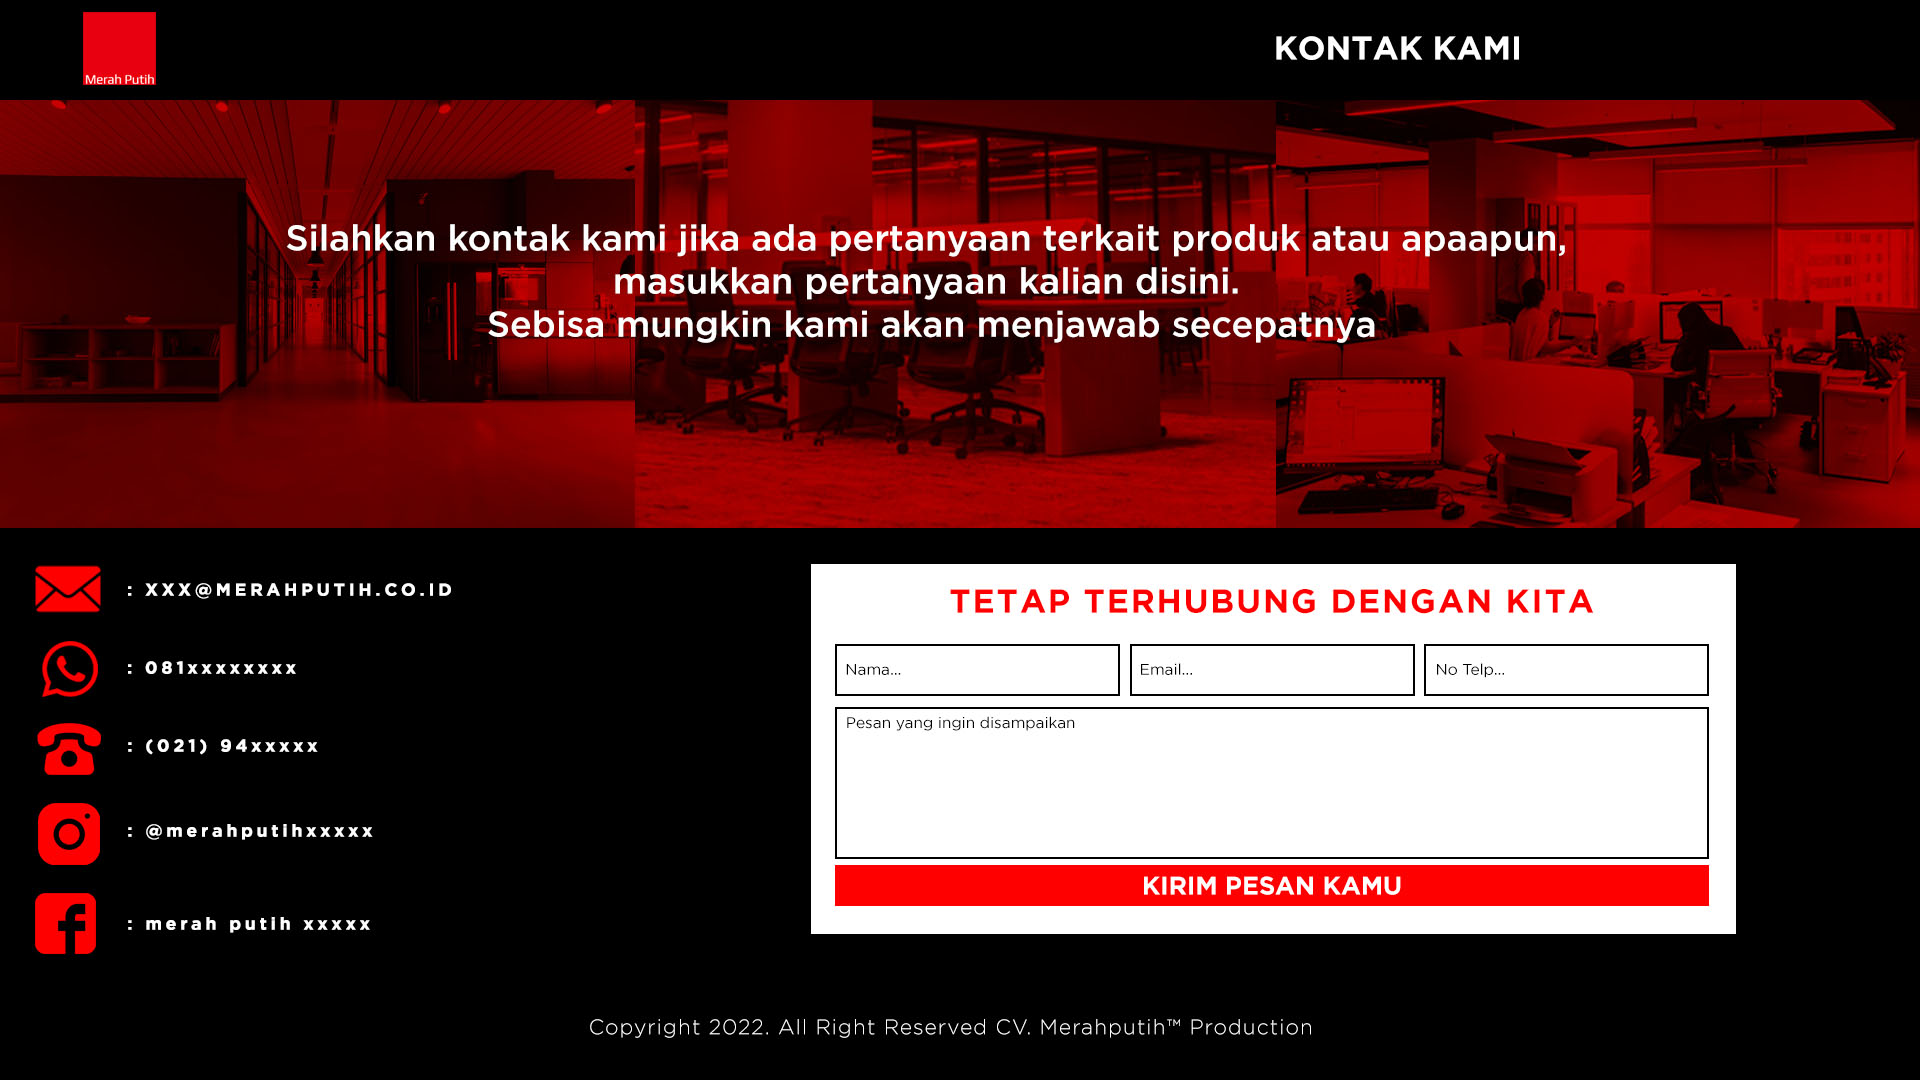 Merah Putih
KONTAK KAMI
Silahkan kontak kami jika ada pertanyaan terkait produk atau apaapun,
masukkan pertanyaan kalian disini.
Sebisa mungkin kami akan menjawab secepatnya
: XXX@MERAHPUTIH.CO.ID
: 081xxxxxxxx
: (021) 94xxxxx
: @merahputihxxxxx
: merah putih xxxxx
TETAP TERHUBUNG DENGAN KITA
Nama...
Email...
No Telp...
Pesan yang ingin disampaikan
KIRIM PESAN KAMU
Copyright 2022. All Right Reserved CV. Merahputih™ Production